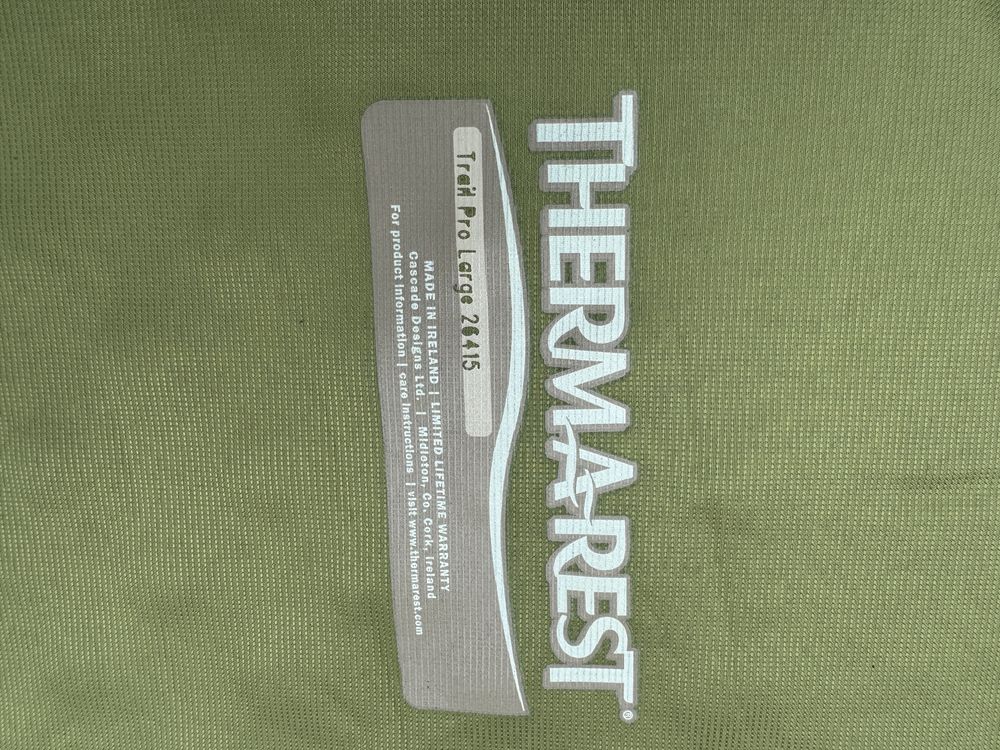 THERMAREST®
Trail Pro Large 26415
MADE IN IRELAND | LIMITED LIFETIME WARRANTY
Cascade Designs Ltd. | Midleton, Co. Cork, Ireland
For product information | care instructions | visit www.thermarest.com